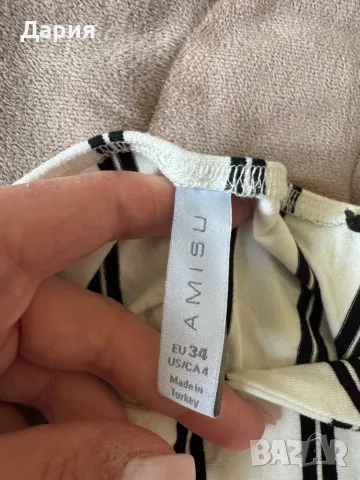 Дария
AMISU
EU 34
US/CA 4
Made in
Turkey
BAZAR